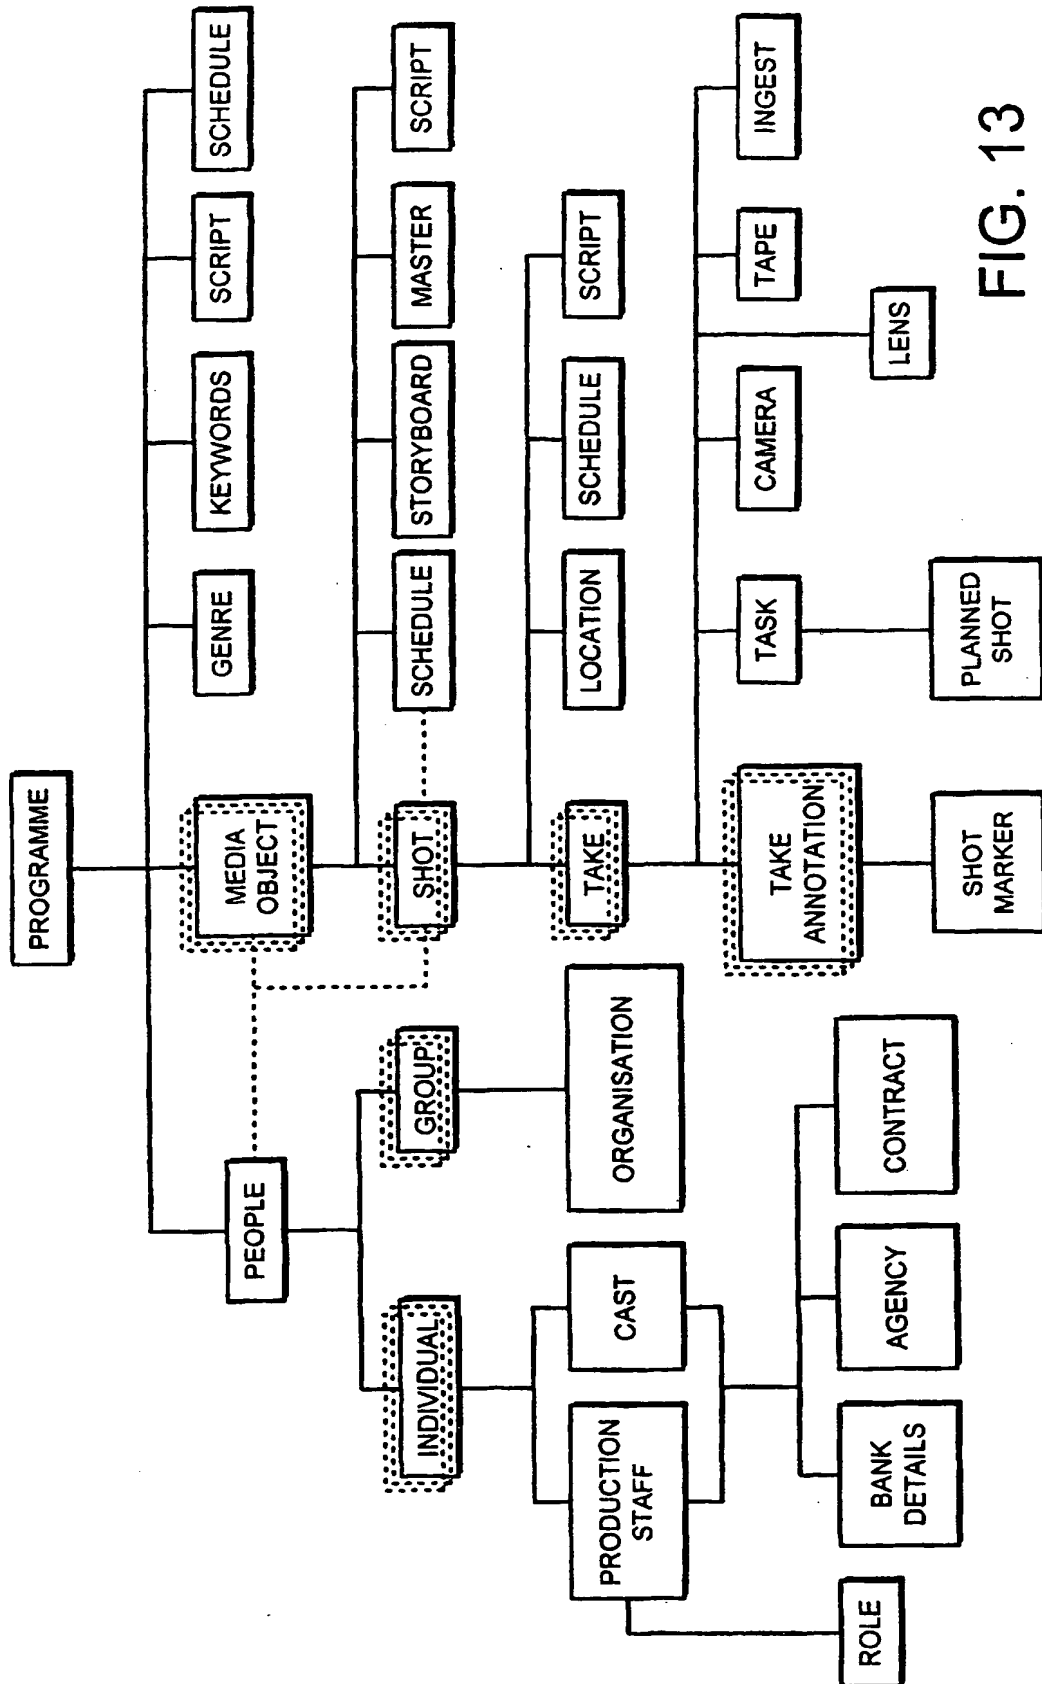 PROGRAMME
PEOPLE
MEDIA
OBJECT
GENRE
KEYWORDS
SCRIPT
SCHEDULE
INDIVIDUAL
GROUP
SHOT
SCHEDULE
STORYBOARD
MASTER
SCRIPT
PRODUCTION
STAFF
CAST
ORGANISATION
TAKE
LOCATION
SCHEDULE
SCRIPT
TAKE
ANNOTATION
TASK
CAMERA
TAPE
INGEST
ROLE
BANK
DETAILS
AGENCY
CONTRACT
LENS
SHOT
MARKER
PLANNED
SHOT
FIG. 13